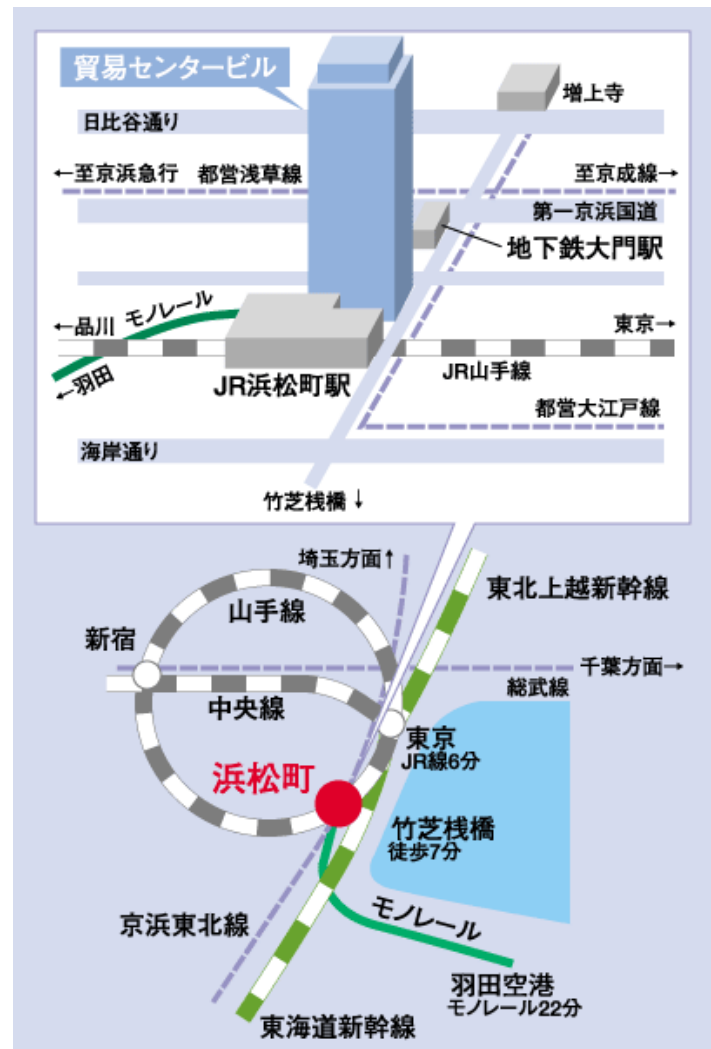 貿易センタービル
増上寺
日比谷通り
←至京浜急行
都営浅草線
至京成線→
第一京浜国道
地下鉄大門駅
モノレール
←品川
東京→
←羽田
JR浜松町駅
JR山手線
都営大江戸線
海岸通り
竹芝桟橋↓
埼玉方面↑
東北上越新幹線
山手線
新宿
千葉方面→
総武線
中央線
東京
JR線6分
浜松町
竹芝桟橋
徒歩7分
京浜東北線
モノレール
羽田空港
モノレール22分
東海道新幹線